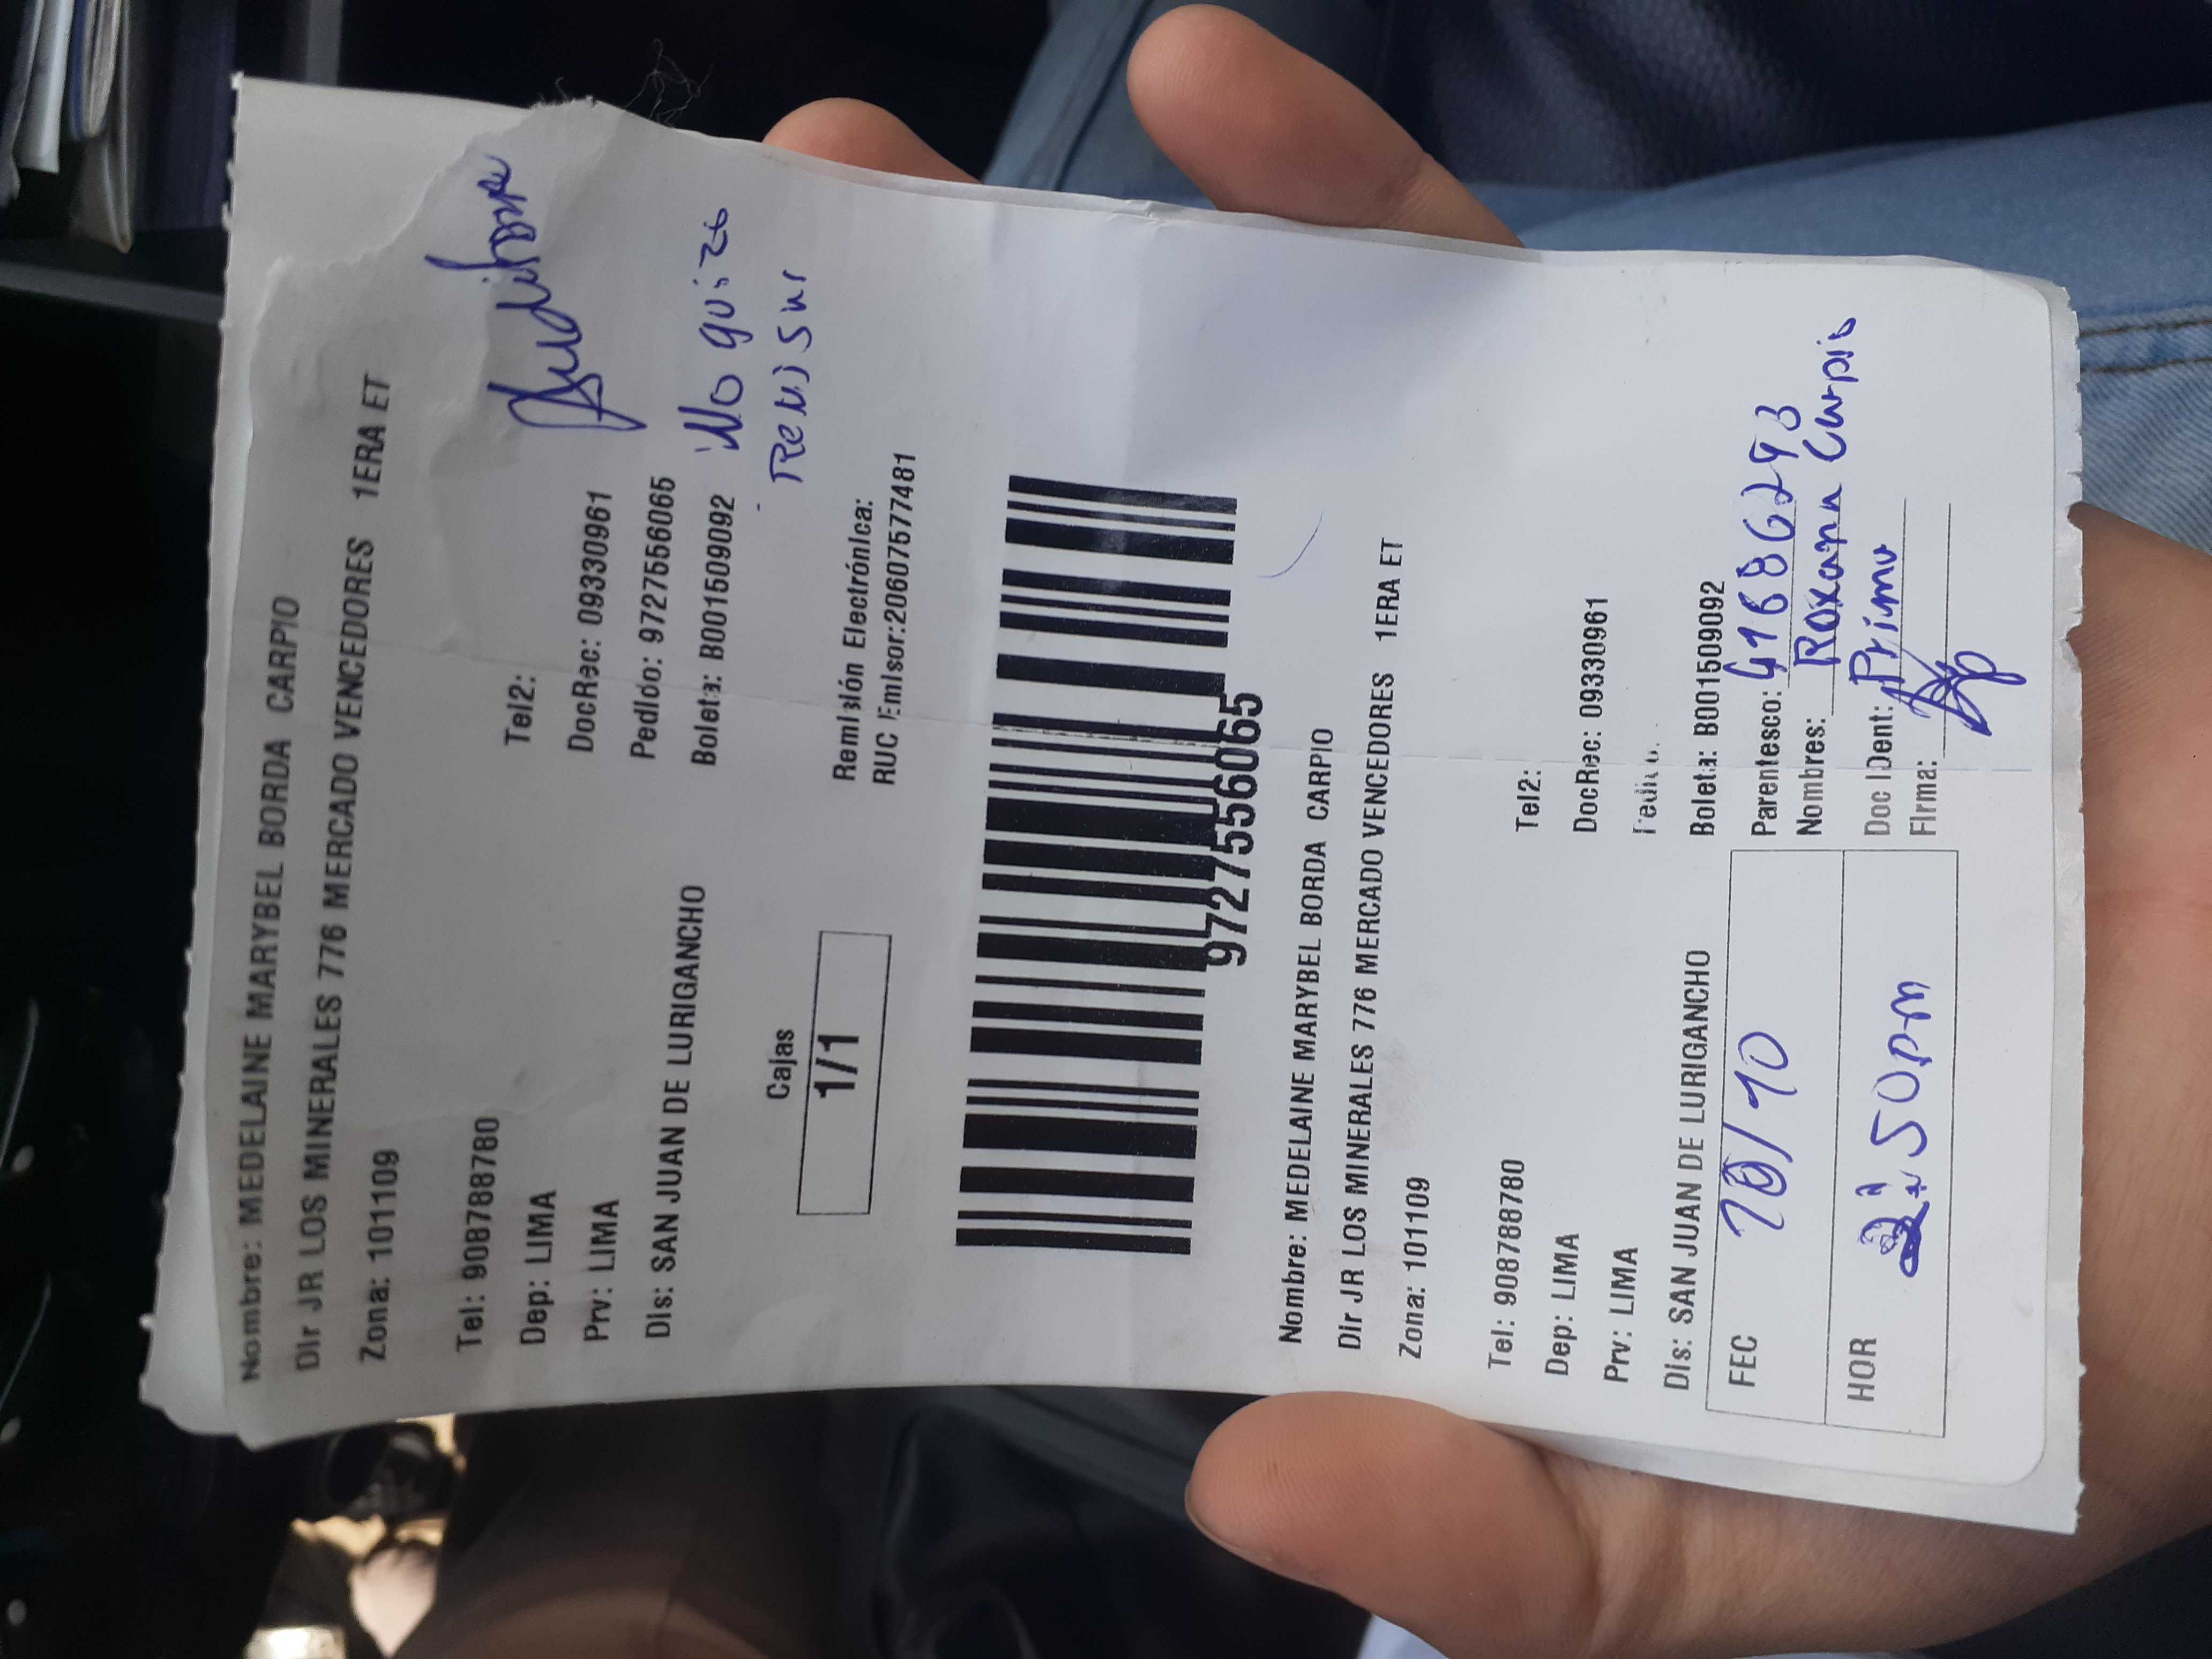 Nombre: MEDELAINE MARYBEL BORDA CARPIO
Dir JR LOS MINERALES 776 MERCADO VENCEDORES 1ERA ET
Zona: 101109
Tel: 908788780 Tel2:
Dep: LIMA DocRec: 09330961
Prv: LIMA Pedido: 9727556065
Dis: SAN JUAN DE LURIGANCHO Boleta: B001509092
No quizo
Revisar
Cajas
1/1
Remisión Electrónica:
RUC Emisor:20607577481
9727556065
Nombre: MEDELAINE MARYBEL BORDA CARPIO
Dir JR LOS MINERALES 776 MERCADO VENCEDORES 1ERA ET
Zona: 101109
Tel: 908788780 Tel2:
Dep: LIMA DocRec: 09330961
Prv: LIMA Pedido:
Dis: SAN JUAN DE LURIGANCHO Boleta: B001509092
FEC /10
HOR 50pm
Parentesco: 41686293
Nombres: Roxana Carpio
Doc IDent: Prima
Firma: